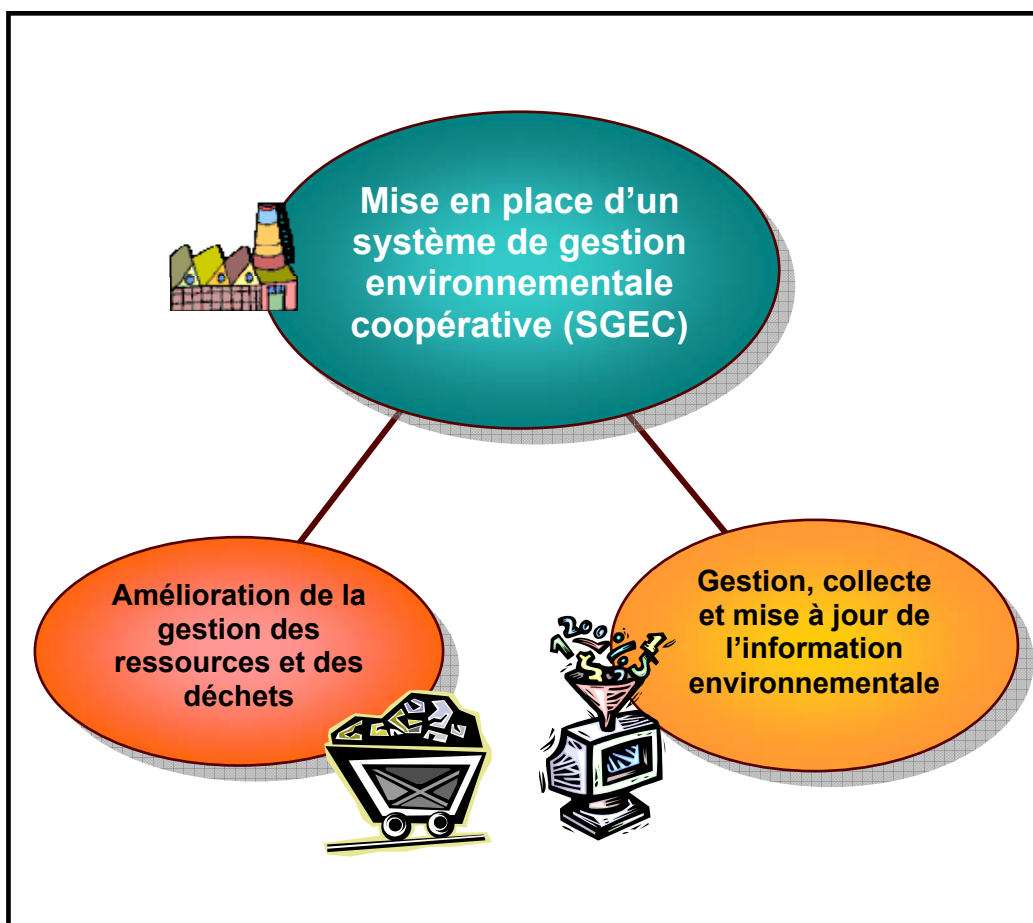 Mise en place d’un
système de gestion
environnementale
coopérative (SGEC)
Amélioration de la
gestion des
ressources et des
déchets
Gestion, collecte
et mise à jour de
l’information
environnementale